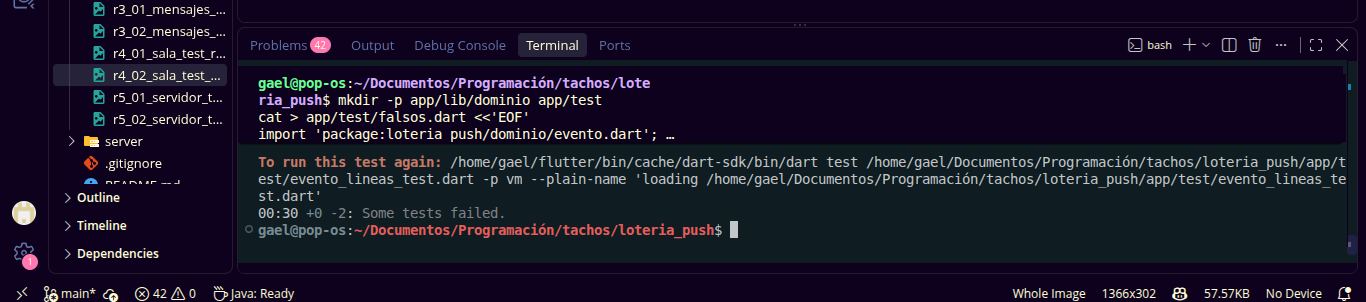 r3_01_mensajes_...
r3_02_mensajes_...
r4_01_sala_test_r...
r4_02_sala_test_...
r5_01_servidor_t...
r5_02_servidor_t...
server
.gitignore
README.md
Outline
Timeline
Dependencies
1
Problems 42 Output Debug Console Terminal Ports
bash
gael@pop-os:~/Documentos/Programación/tachos/lote
ria_push$ mkdir -p app/lib/dominio app/test
cat > app/test/falsos.dart <<'EOF'
import 'package:loteria_push/dominio/evento.dart'; …
To run this test again: /home/gael/flutter/bin/cache/dart-sdk/bin/dart test /home/gael/Documentos/Programación/tachos/loteria_push/app/t
est/evento_lineas_test.dart -p vm --plain-name 'loading /home/gael/Documentos/Programación/tachos/loteria_push/app/test/evento_lineas_te
st.dart'
00:30 +0 -2: Some tests failed.
gael@pop-os:~/Documentos/Programación/tachos/loteria_push$
main* 42 0 Java: Ready Whole Image 1366x302 57.57KB No Device